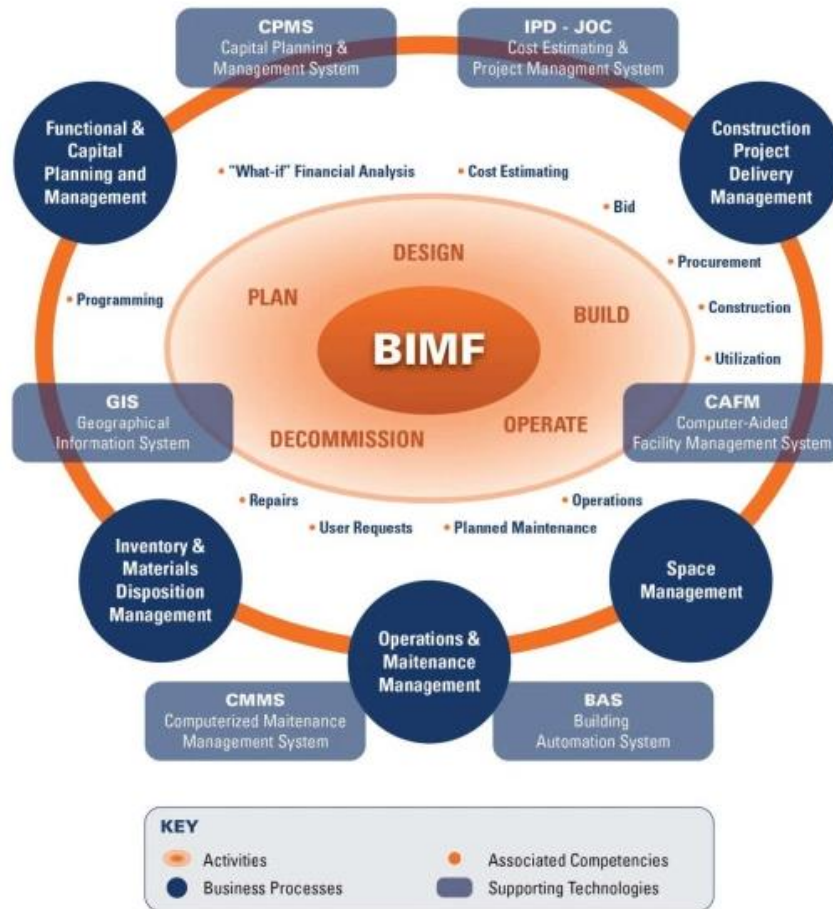 CPMS
Capital Planning &
Management System
IPD - JOC
Cost Estimating &
Project Managment System
Functional &
Capital
Planning and
Management
Construction
Project
Delivery
Management
• "What-if" Financial Analysis
• Cost Estimating
• Bid
• Procurement
• Construction
• Utilization
• Programming
DESIGN
PLAN
BUILD
BIMF
DECOMMISSION
OPERATE
GIS
Geographical
Information System
CAFM
Computer-Aided
Facility Management System
• Repairs
• User Requests
• Planned Maintenance
• Operations
Inventory &
Materials
Disposition
Management
Operations &
Maitenance
Management
Space
Management
CMMS
Computerized Maitenance
Management System
BAS
Building
Automation System
KEY
Activities
Associated Competencies
Business Processes
Supporting Technologies